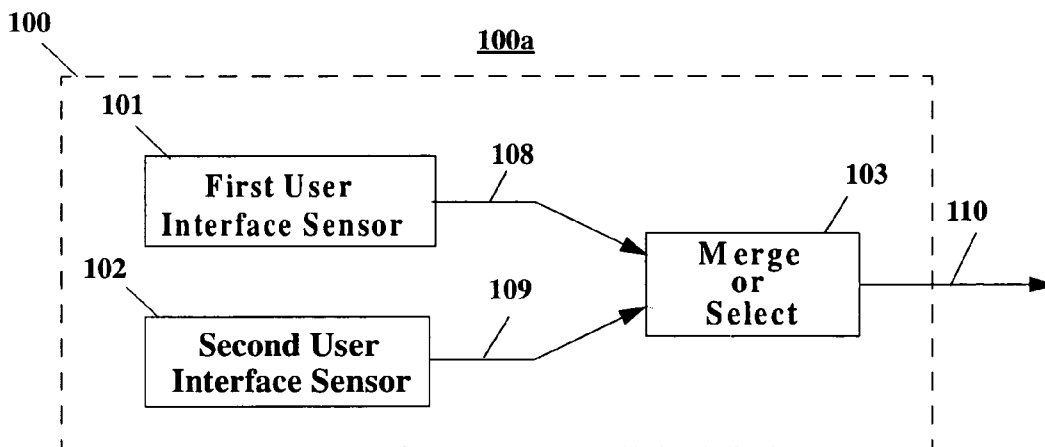 100
100a
101
108
First User
Interface Sensor
103
110
Merge
or
Select
102
109
Second User
Interface Sensor